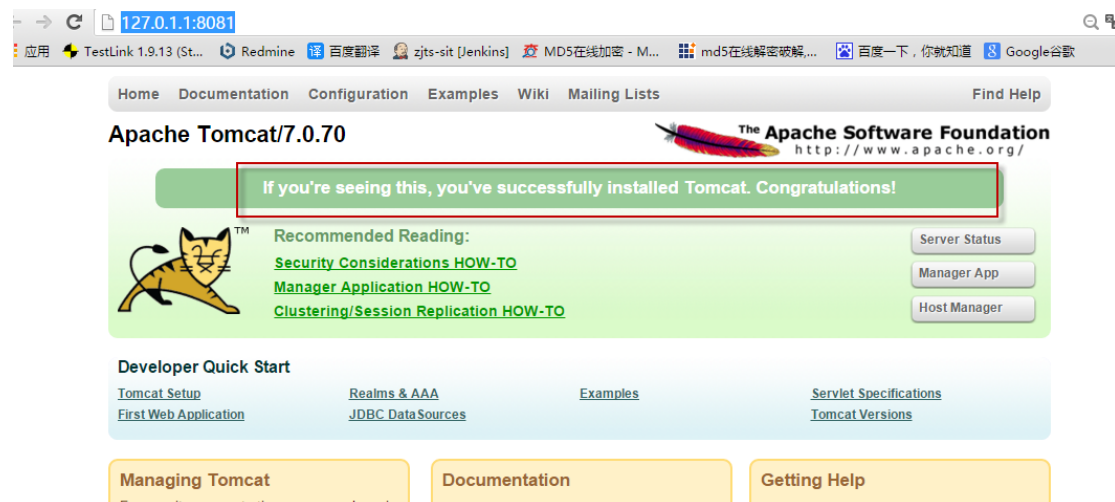 127.0.1.1:8081
应用 TestLink 1.9.13 (St... Redmine 译 百度翻译 zjts-sit [Jenkins] MD5在线加密 - M... md5在线解密破解,... 百度一下，你就知道 8 Google谷歌
Home Documentation Configuration Examples Wiki Mailing Lists Find Help
Apache Tomcat/7.0.70
The Apache Software Foundation
http://www.apache.org/
If you're seeing this, you've successfully installed Tomcat. Congratulations!
TM
Recommended Reading:
Security Considerations HOW-TO
Manager Application HOW-TO
Clustering/Session Replication HOW-TO
Server Status
Manager App
Host Manager
Developer Quick Start
Tomcat Setup Realms & AAA Examples Servlet Specifications
First Web Application JDBC DataSources Tomcat Versions
Managing Tomcat Documentation Getting Help